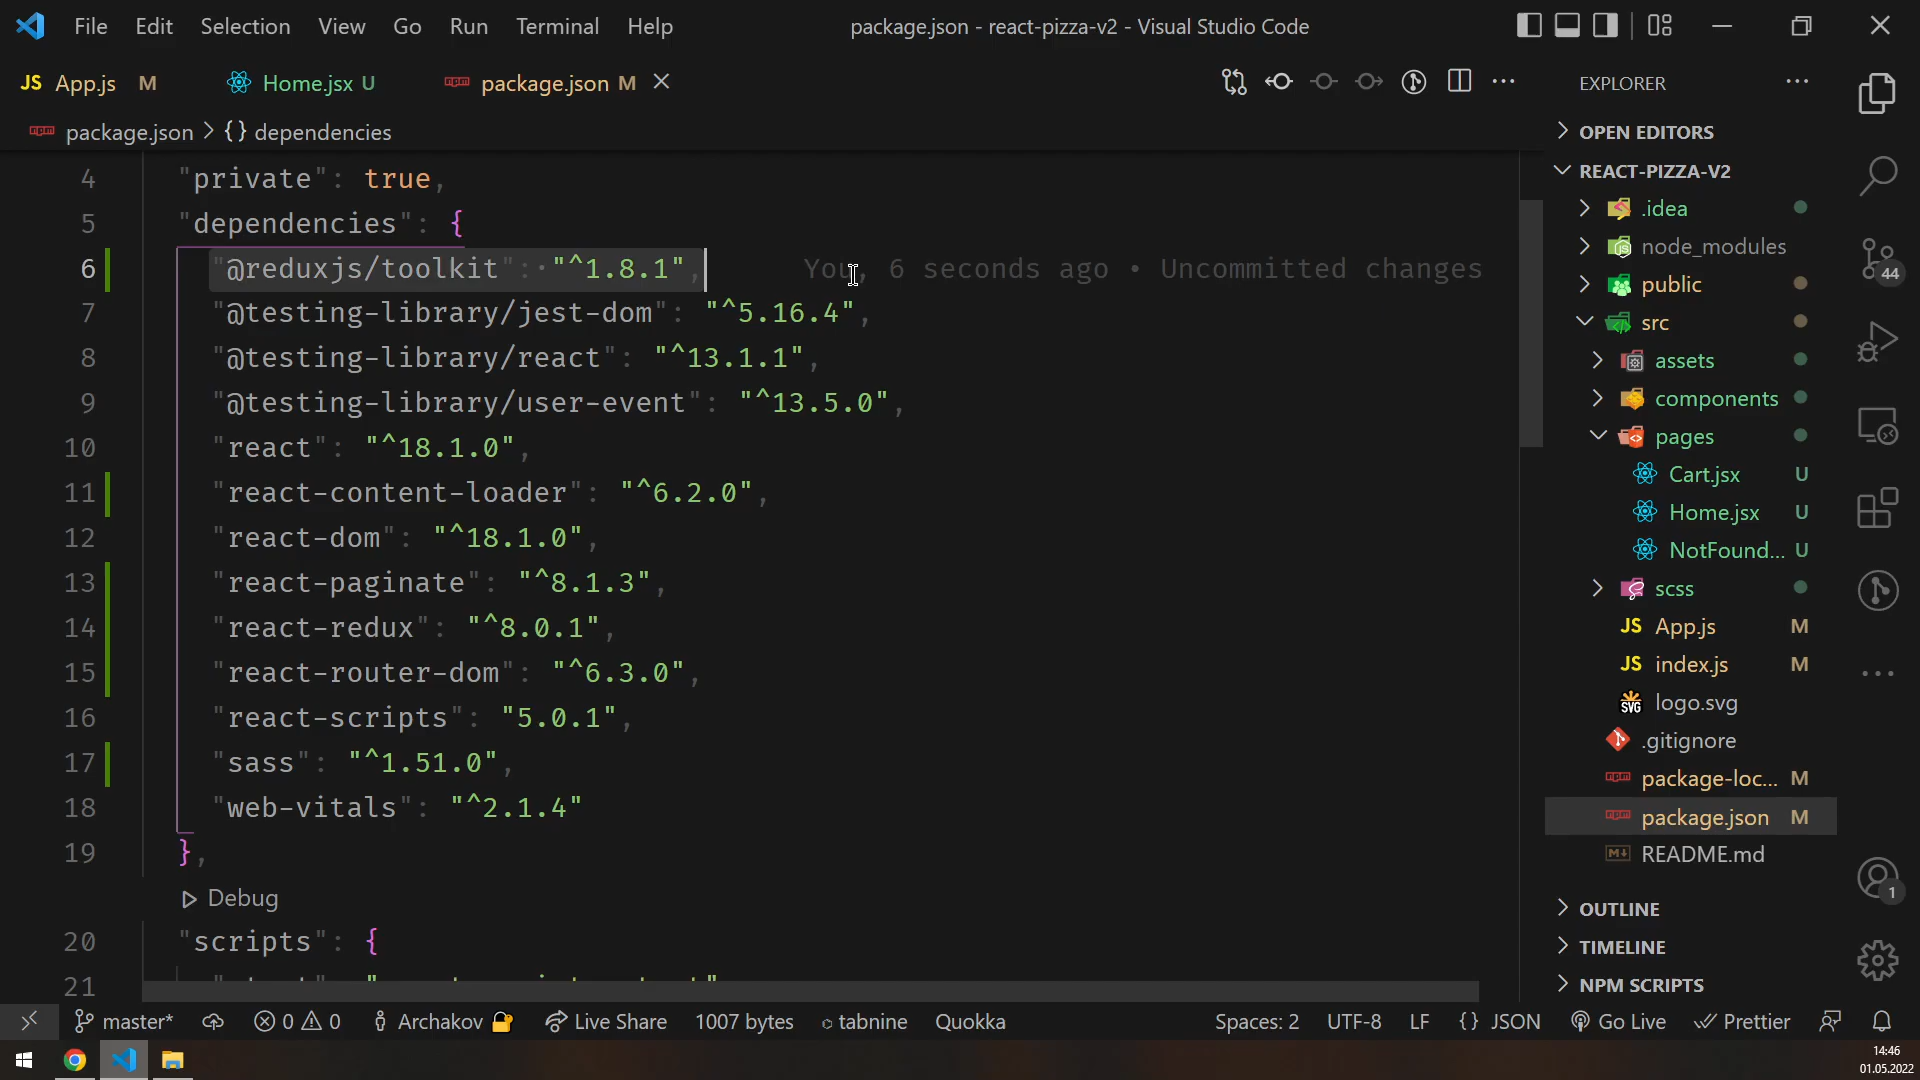 File Edit Selection View Go Run Terminal Help package.json - react-pizza-v2 - Visual Studio Code
JS App.js M Home.jsx U package.json M
package.json > {} dependencies
4 "private": true,
5 "dependencies": {
6 "@reduxjs/toolkit": "^1.8.1", You, 6 seconds ago • Uncommitted changes
7 "@testing-library/jest-dom": "^5.16.4",
8 "@testing-library/react": "^13.1.1",
9 "@testing-library/user-event": "^13.5.0",
10 "react": "^18.1.0",
11 "react-content-loader": "^6.2.0",
12 "react-dom": "^18.1.0",
13 "react-paginate": "^8.1.3",
14 "react-redux": "^8.0.1",
15 "react-router-dom": "^6.3.0",
16 "react-scripts": "5.0.1",
17 "sass": "^1.51.0",
18 "web-vitals": "^2.1.4"
19 },
Debug
20 "scripts": {
21
EXPLORER
OPEN EDITORS
REACT-PIZZA-V2
.idea
node_modules
public
src
assets
components
pages
Cart.jsx U
Home.jsx U
NotFound... U
scss
JS App.js M
JS index.js M
SVG logo.svg
.gitignore
package-loc... M
package.json M
README.md
OUTLINE
TIMELINE
NPM SCRIPTS
44
1
master* 0 0 Archakov Live Share 1007 bytes tabnine Quokka Spaces: 2 UTF-8 LF {} JSON Go Live Prettier
14:46
01.05.2022